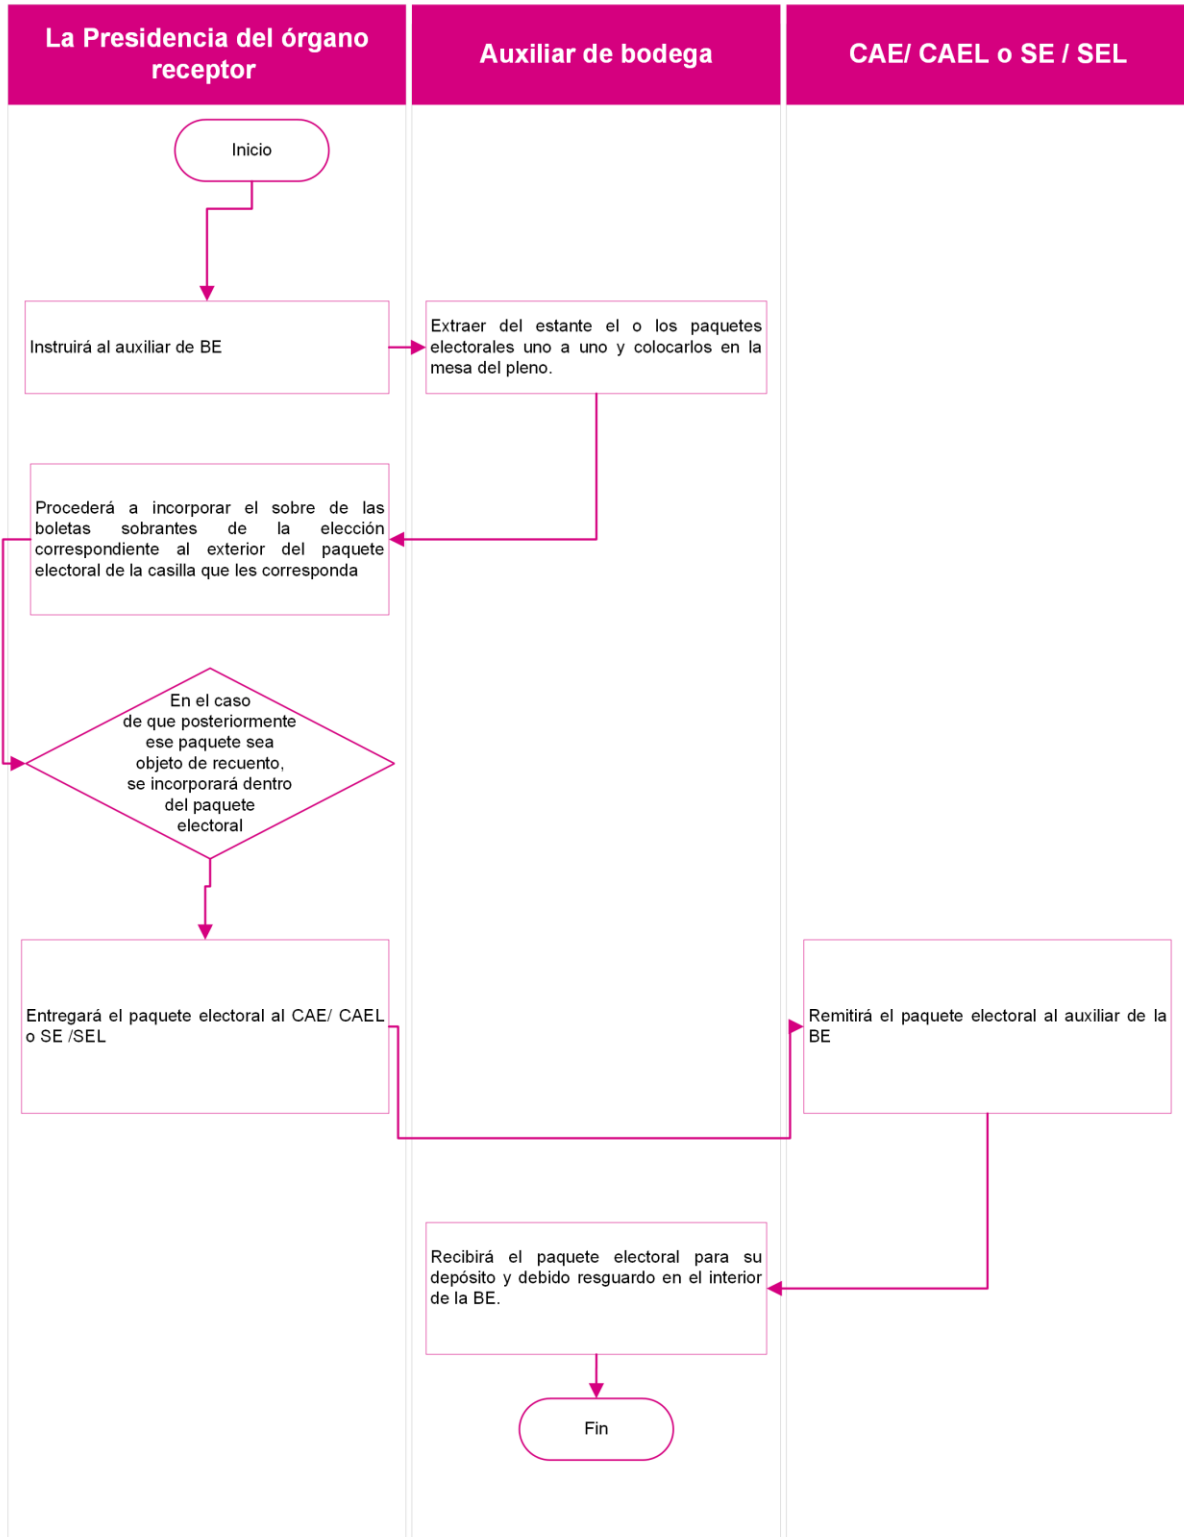 La Presidencia del órgano
receptor
Auxiliar de bodega
CAE/ CAEL o SE / SEL
Inicio
Instruirá al auxiliar de BE
Extraer del estante el o los paquetes
electorales uno a uno y colocarlos en la
mesa del pleno.
Procederá a incorporar el sobre de las
boletas sobrantes de la elección
correspondiente al exterior del paquete
electoral de la casilla que les corresponda
En el caso
de que posteriormente
ese paquete sea
objeto de recuento,
se incorporará dentro
del paquete
electoral
Entregará el paquete electoral al CAE/ CAEL
o SE /SEL
Remitirá el paquete electoral al auxiliar de la
BE
Recibirá el paquete electoral para su
depósito y debido resguardo en el interior
de la BE.
Fin